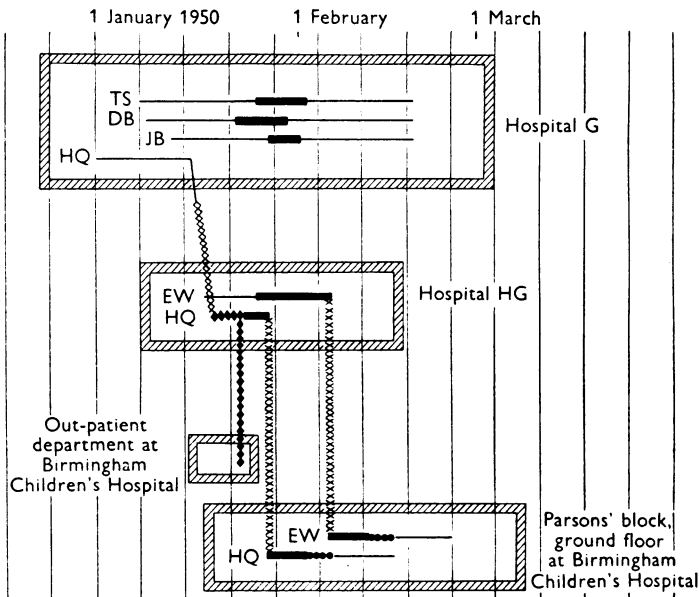 1 January 1950 1 February 1 March
TS
DB
JB
HQ
Hospital G
EW
HQ
Hospital HG
Out-patient
department at
Birmingham
Children's Hospital
EW
HQ
Parsons' block,
ground floor
at Birmingham
Children's Hospital